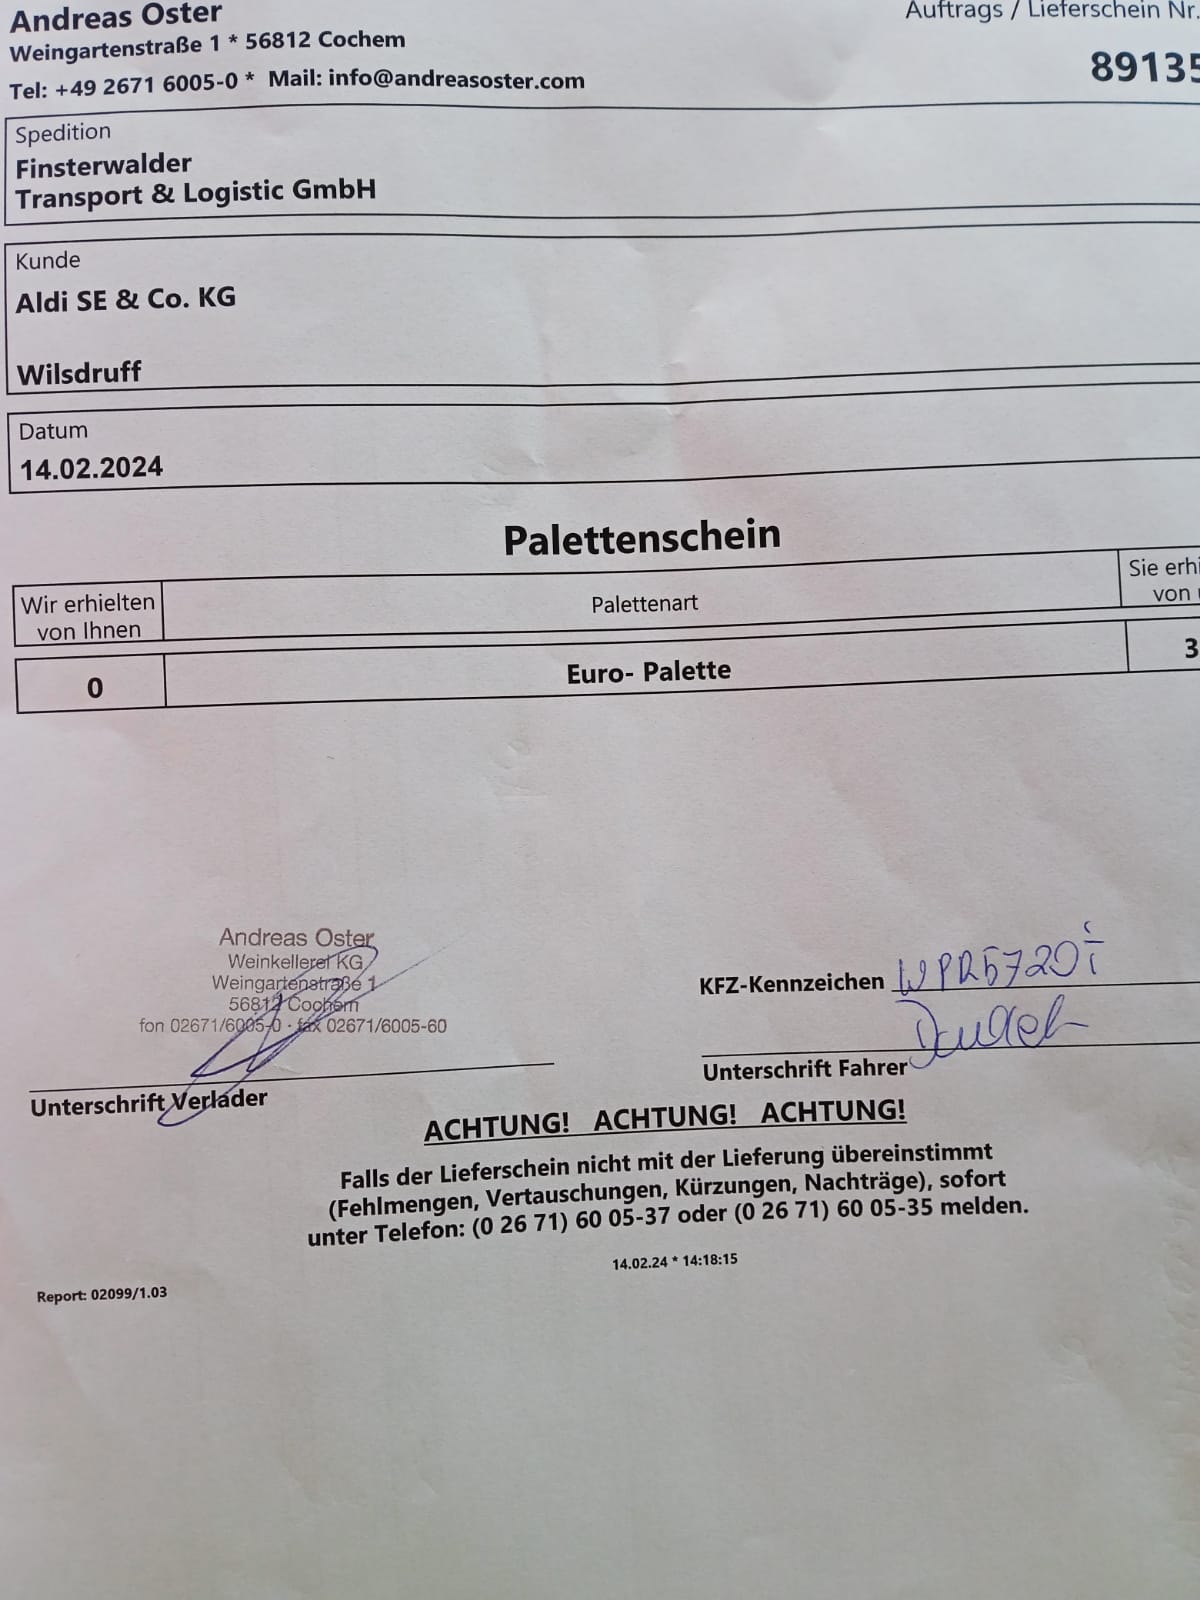 Andreas Oster
Weingartenstraße 1 * 56812 Cochem
Tel: +49 2671 6005-0 * Mail: info@andreasoster.com
Auftrags / Lieferschein Nr.
89135
Spedition
Finsterwalder
Transport & Logistic GmbH
Kunde
Aldi SE & Co. KG
Wilsdruff
Datum
14.02.2024
Palettenschein
Wir erhielten
von Ihnen
Palettenart
Sie erhi
von
0
Euro- Palette
3
Andreas Oster
Weinkellerei KG
Weingartenstraße 1
56812 Cochem
fon 02671/6005-0 · fax 02671/6005-60
KFZ-Kennzeichen WPR5720T
Unterschrift Verlader
Unterschrift Fahrer
ACHTUNG! ACHTUNG! ACHTUNG!
Falls der Lieferschein nicht mit der Lieferung übereinstimmt
(Fehlmengen, Vertauschungen, Kürzungen, Nachträge), sofort
unter Telefon: (0 26 71) 60 05-37 oder (0 26 71) 60 05-35 melden.
14.02.24 * 14:18:15
Report: 02099/1.03